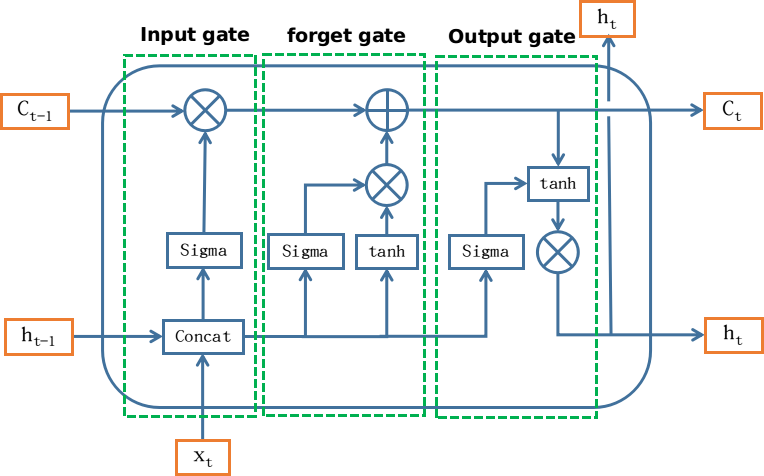 h_t
Input gate
forget gate
Output gate
C_{t-1}
C_t
tanh
Sigma
Sigma
tanh
Sigma
h_{t-1}
Concat
h_t
x_t